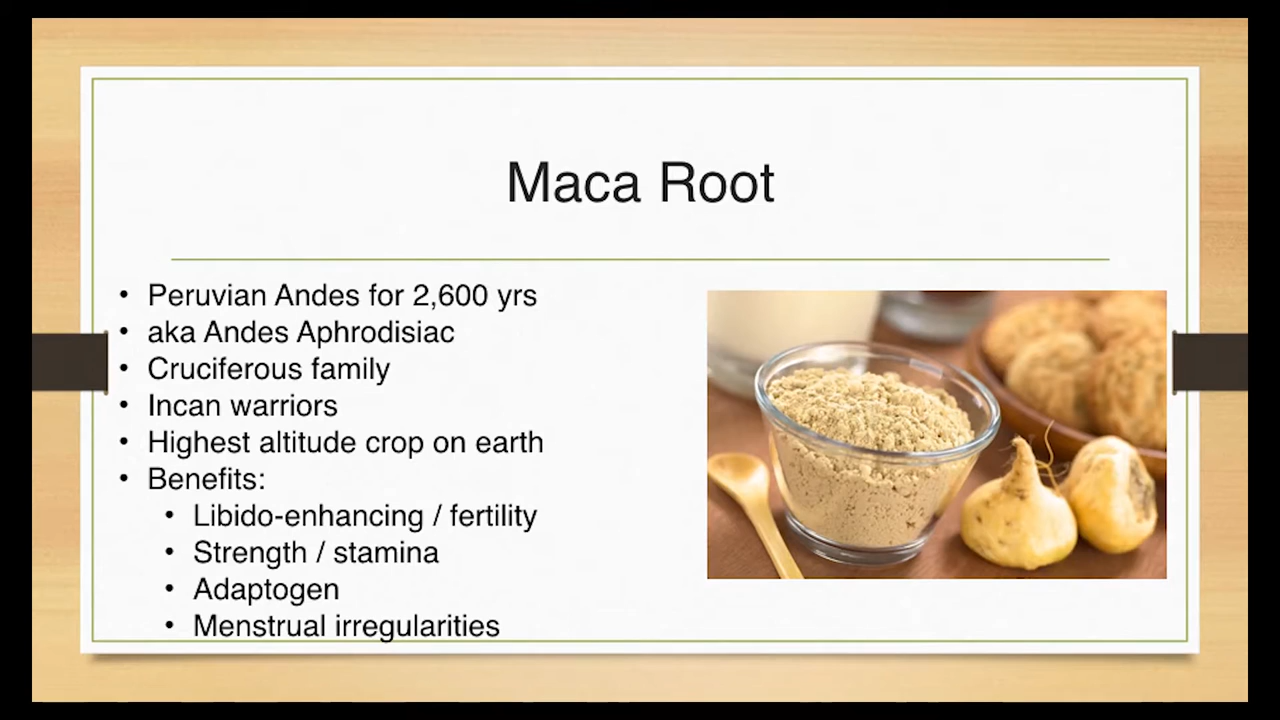 Maca Root
• Peruvian Andes for 2,600 yrs
• aka Andes Aphrodisiac
• Cruciferous family
• Incan warriors
• Highest altitude crop on earth
• Benefits:
• Libido-enhancing / fertility
• Strength / stamina
• Adaptogen
• Menstrual irregularities